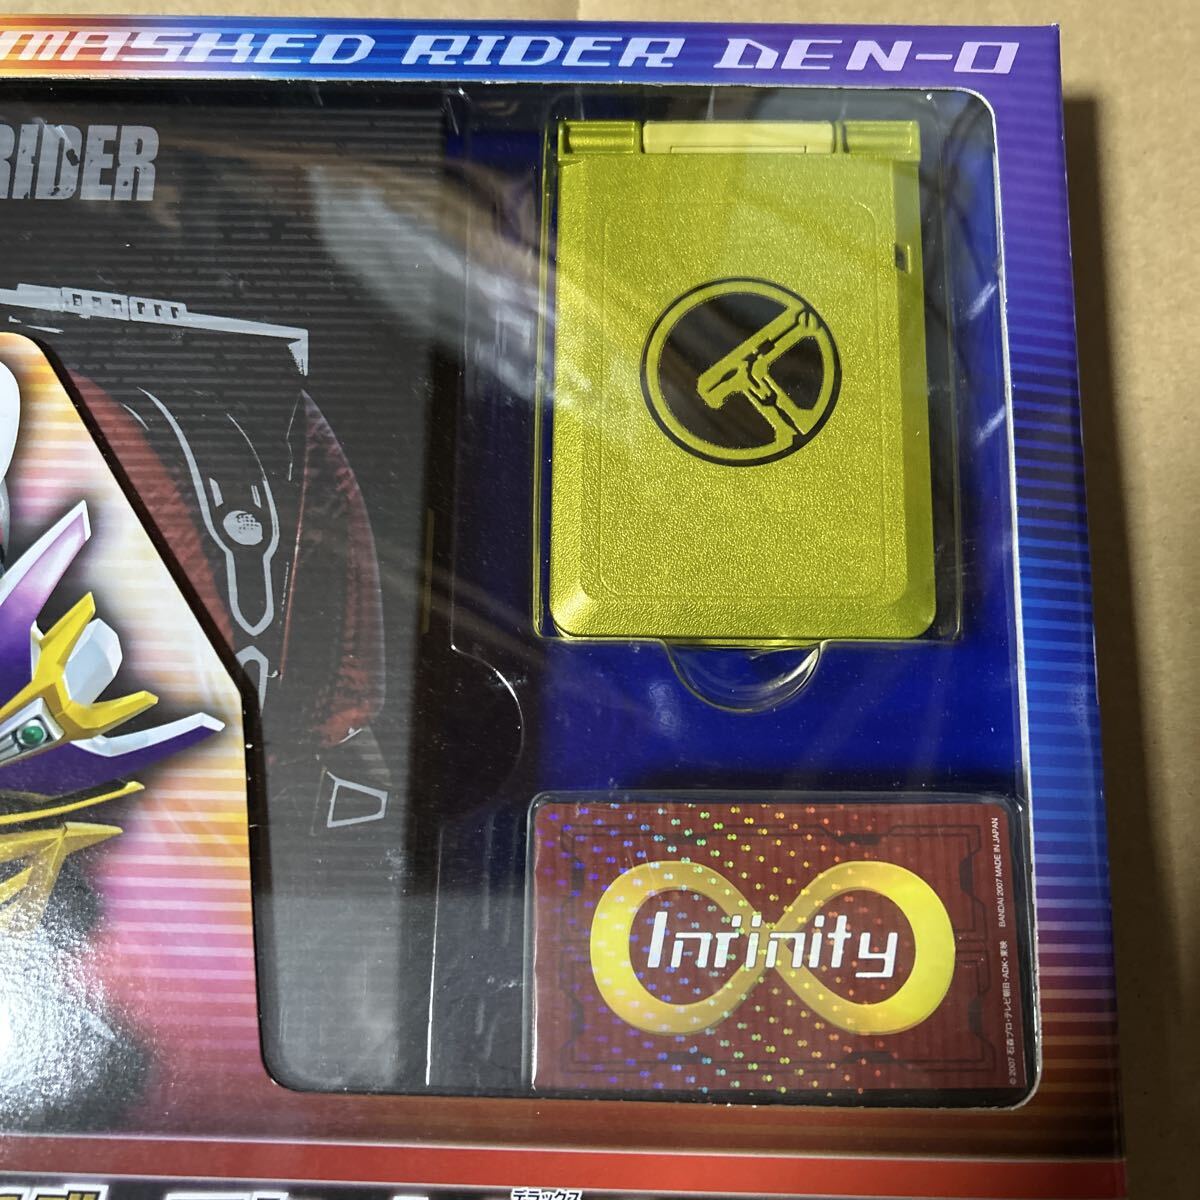 MASKED RIDER DEN-O
RIDER
Infinity
© 2007 石森プロ・テレビ朝日・ADK・東映 BANDAI 2007 MADE IN JAPAN
デラックス